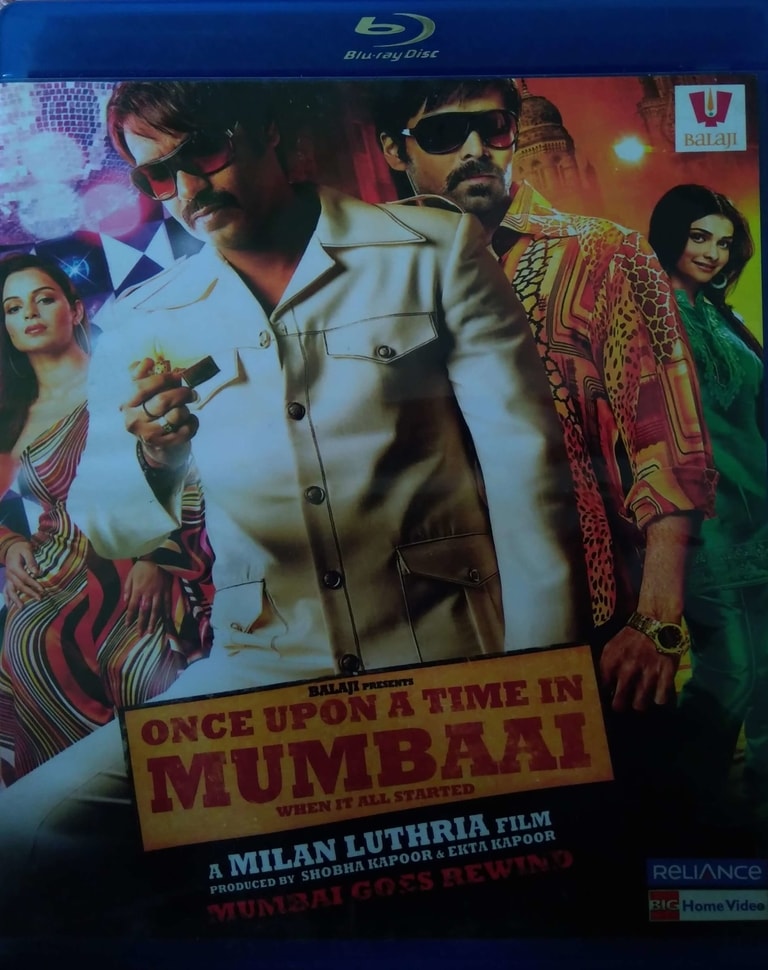 Blu-ray Disc
BALAJI
BALAJI PRESENTS
ONCE UPON A TIME IN
MUMBAAI
WHEN IT ALL STARTED
A MILAN LUTHRIA FILM
PRODUCED BY SHOBHA KAPOOR & EKTA KAPOOR
MUMBAI GOES REWIND
RELIANCE
BIG Home Video